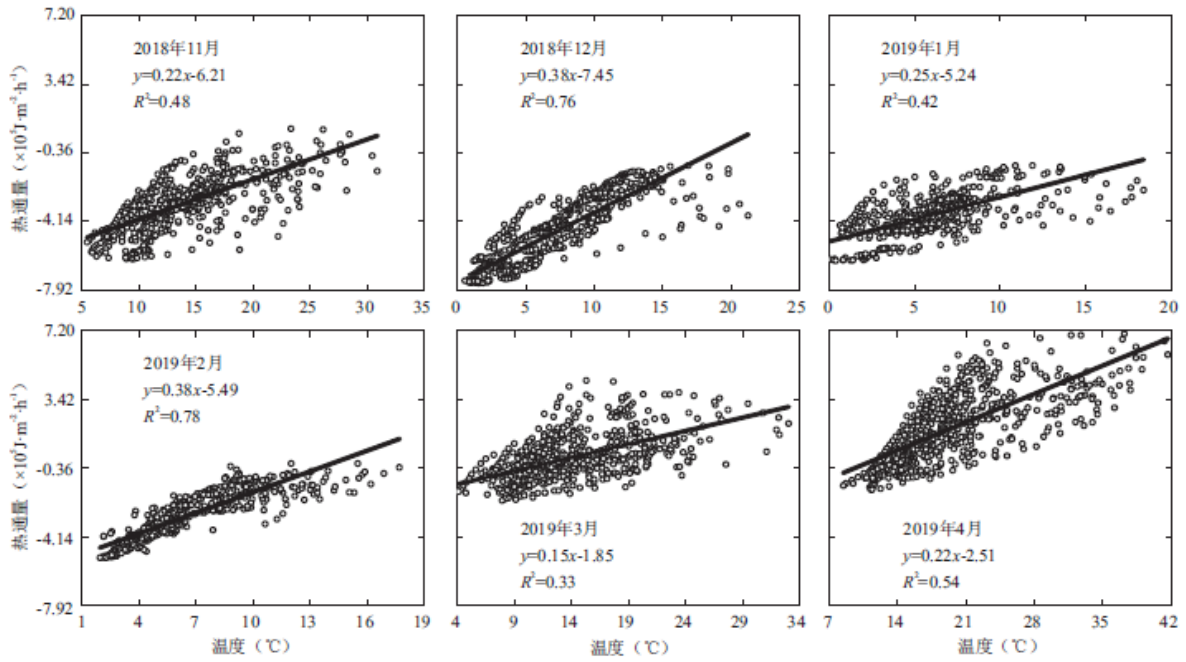 7.20
3.42
-0.36
-4.14
-7.92
热通量（×10⁵J·m⁻²·h⁻¹）
2018年11月
y=0.22x-6.21
R²=0.48
5 10 15 20 25 30 35
2018年12月
y=0.38x-7.45
R²=0.76
0 5 10 15 20 25
2019年1月
y=0.25x-5.24
R²=0.42
0 5 10 15 20
7.20
3.42
-0.36
-4.14
-7.92
热通量（×10⁵J·m⁻²·h⁻¹）
2019年2月
y=0.38x-5.49
R²=0.78
1 4 7 10 13 16 19
温度（℃）
2019年3月
y=0.15x-1.85
R²=0.33
4 9 14 19 24 29 34
温度（℃）
2019年4月
y=0.22x-2.51
R²=0.54
7 14 21 28 35 42
温度（℃）